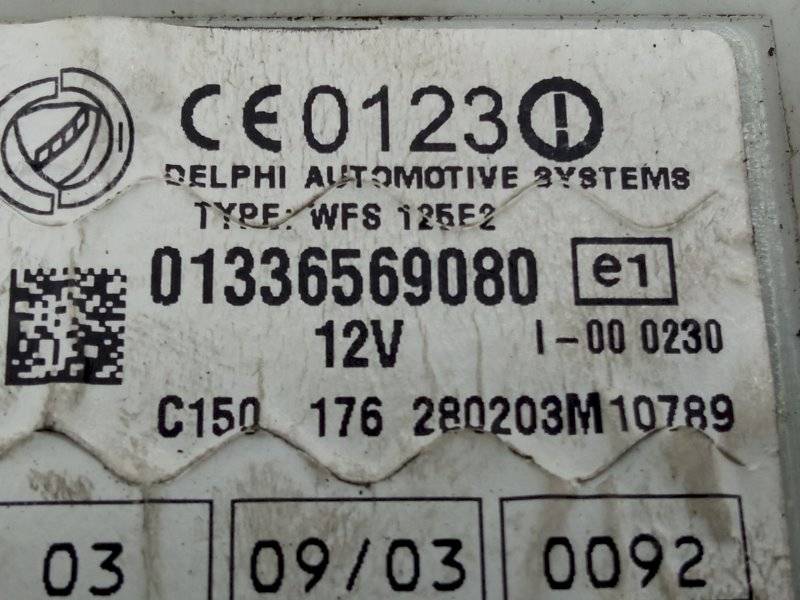 CE0123
DELPHI AUTOMOTIVE SYSTEMS
TYPE: WFS 125E2
01336569080 e1
12V I-00 0230
C150 176 280203M10789
03 09/03 0092